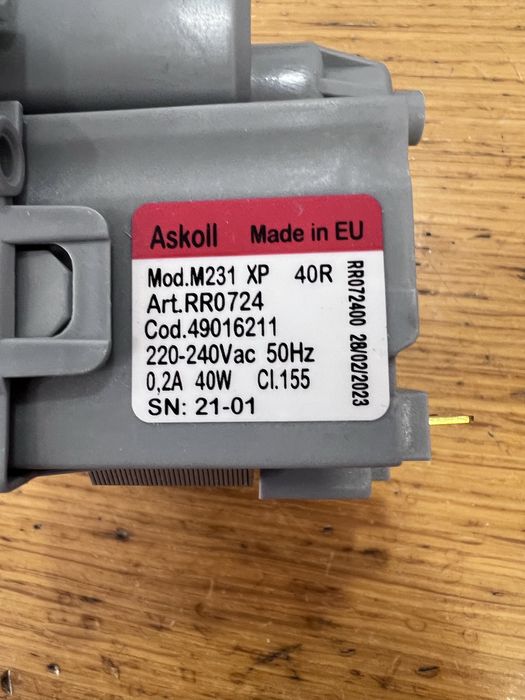 Askoll Made in EU
Mod.M231 XP 40R
Art.RR0724
Cod.49016211
220-240Vac 50Hz
0,2A 40W Cl.155
SN: 21-01
RR072400 28/02/2023